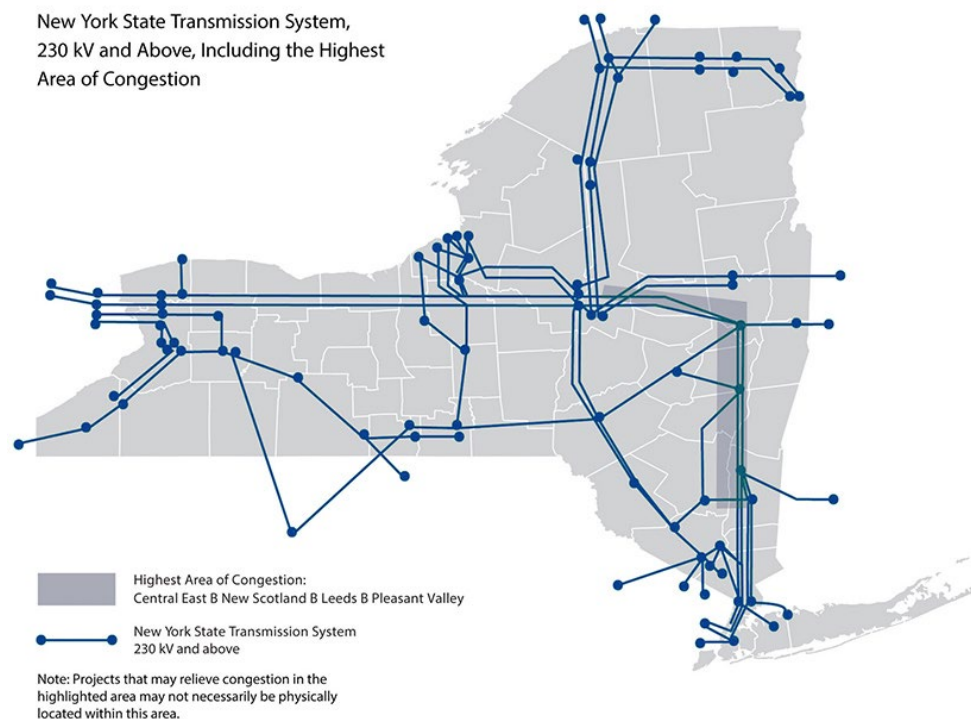 New York State Transmission System,
230 kV and Above, Including the Highest
Area of Congestion
Highest Area of Congestion:
Central East B New Scotland B Leeds B Pleasant Valley
New York State Transmission System
230 kV and above
Note: Projects that may relieve congestion in the
highlighted area may not necessarily be physically
located within this area.